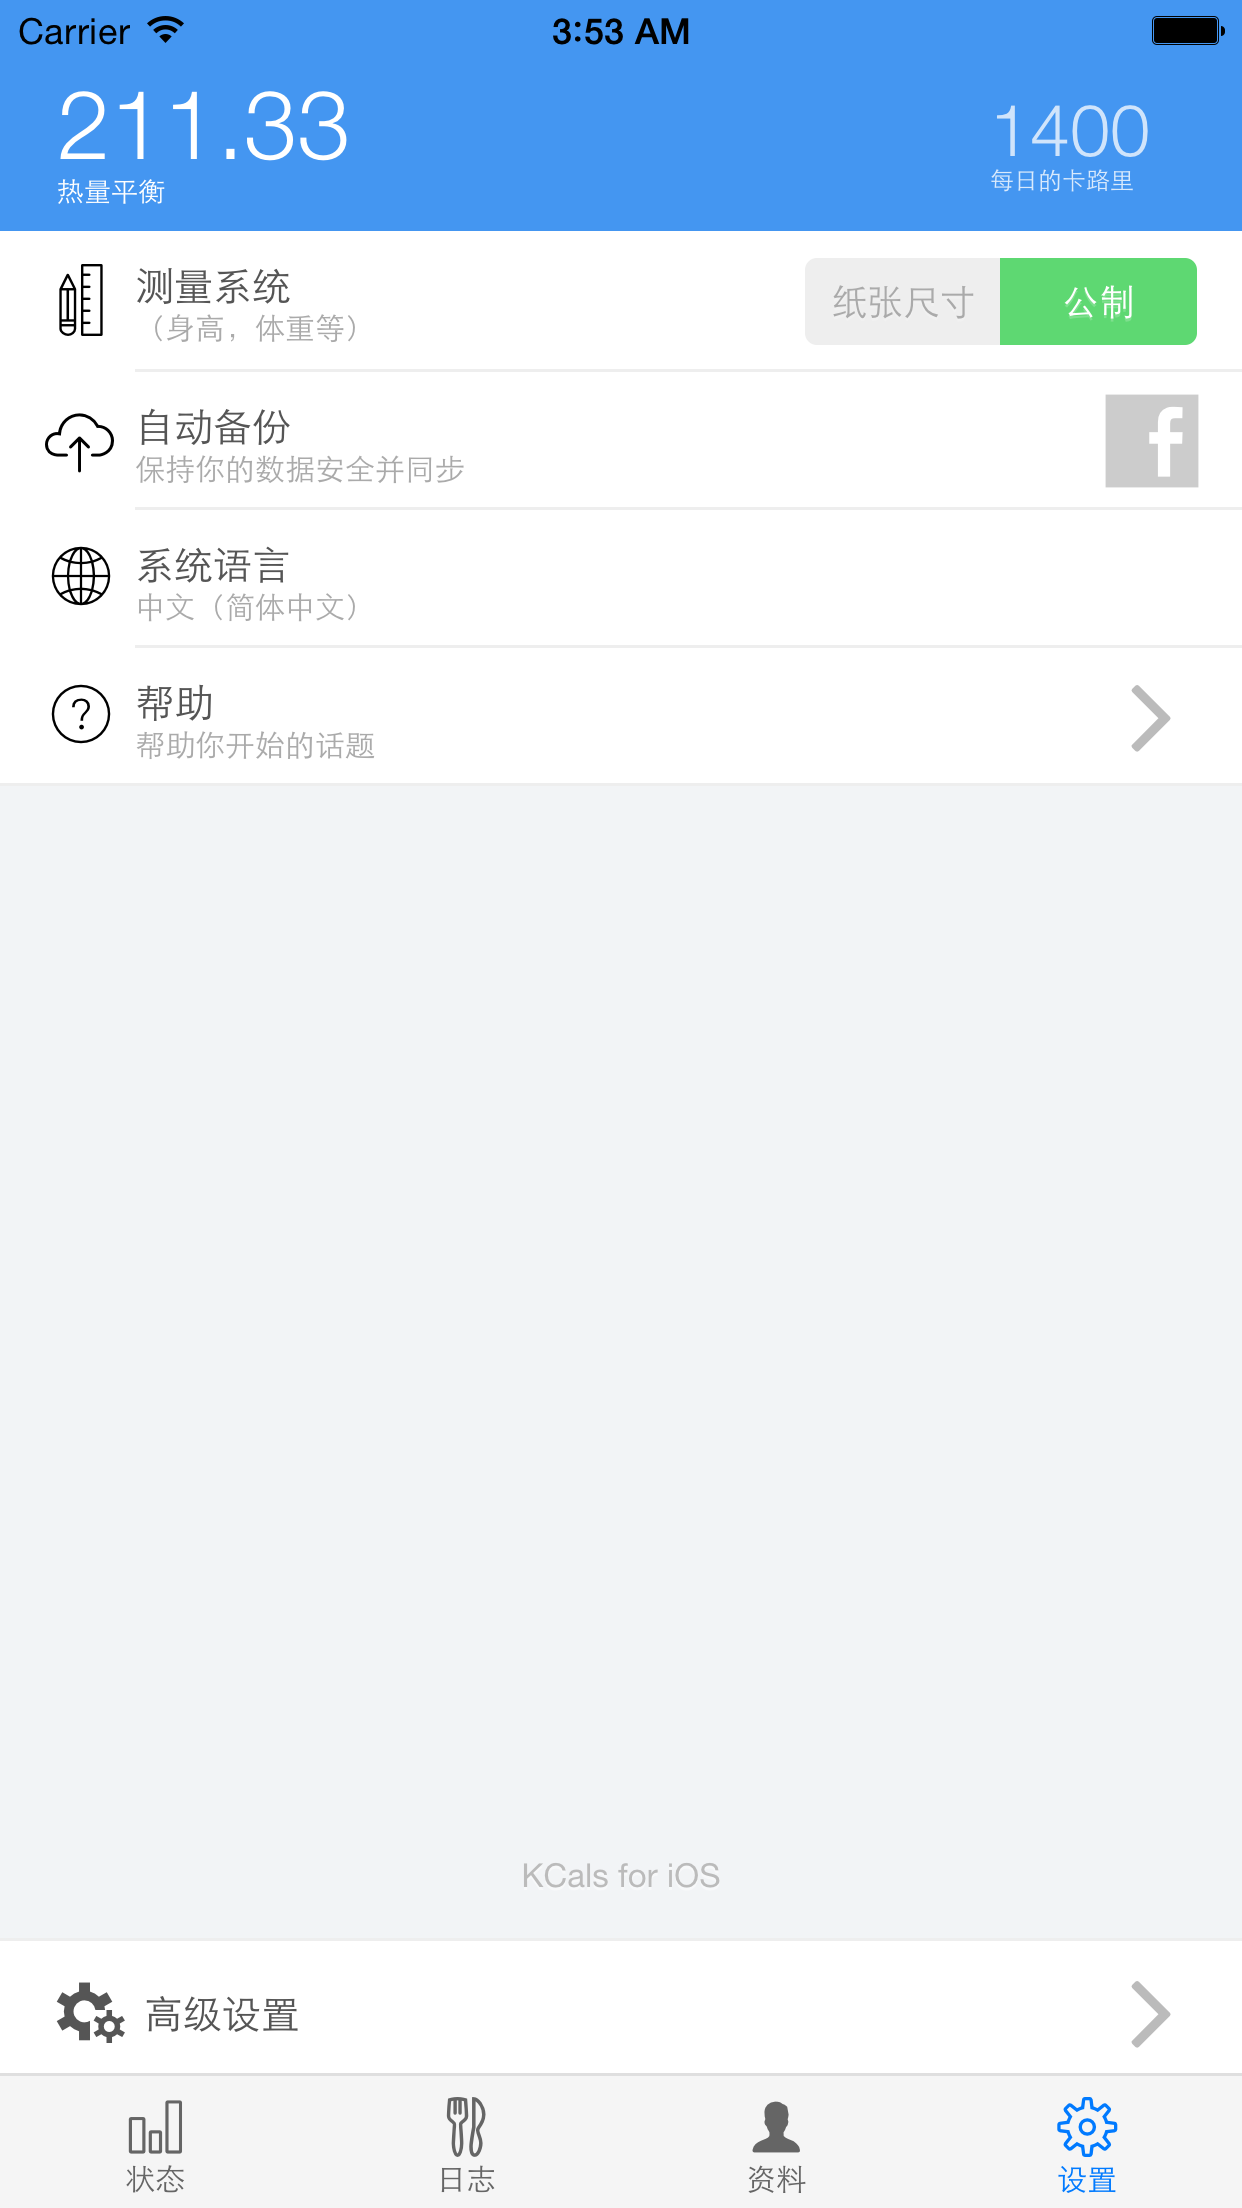 Carrier 3:53 AM
211.33
1400
热量平衡
每日的卡路里
测量系统
（身高，体重等）
纸张尺寸 公制
自动备份
保持你的数据安全并同步
系统语言
中文（简体中文）
帮助
帮助你开始的话题
KCals for iOS
高级设置
状态 日志 资料 设置